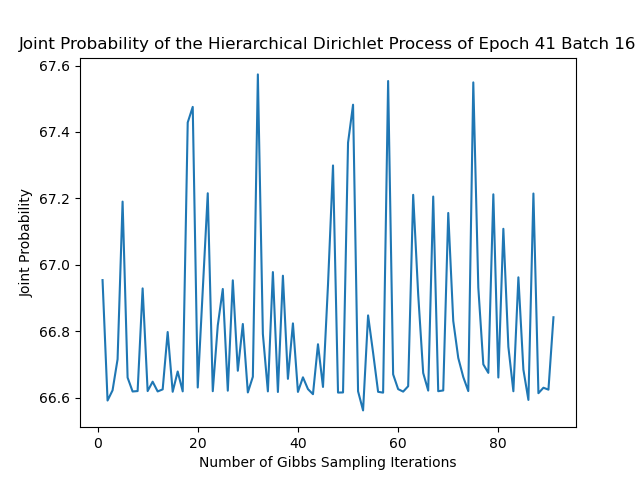 Joint Probability of the Hierarchical Dirichlet Process of Epoch 41 Batch 16
67.6
67.4
67.2
67.0
66.8
66.6
Joint Probability
0 20 40 60 80
Number of Gibbs Sampling Iterations